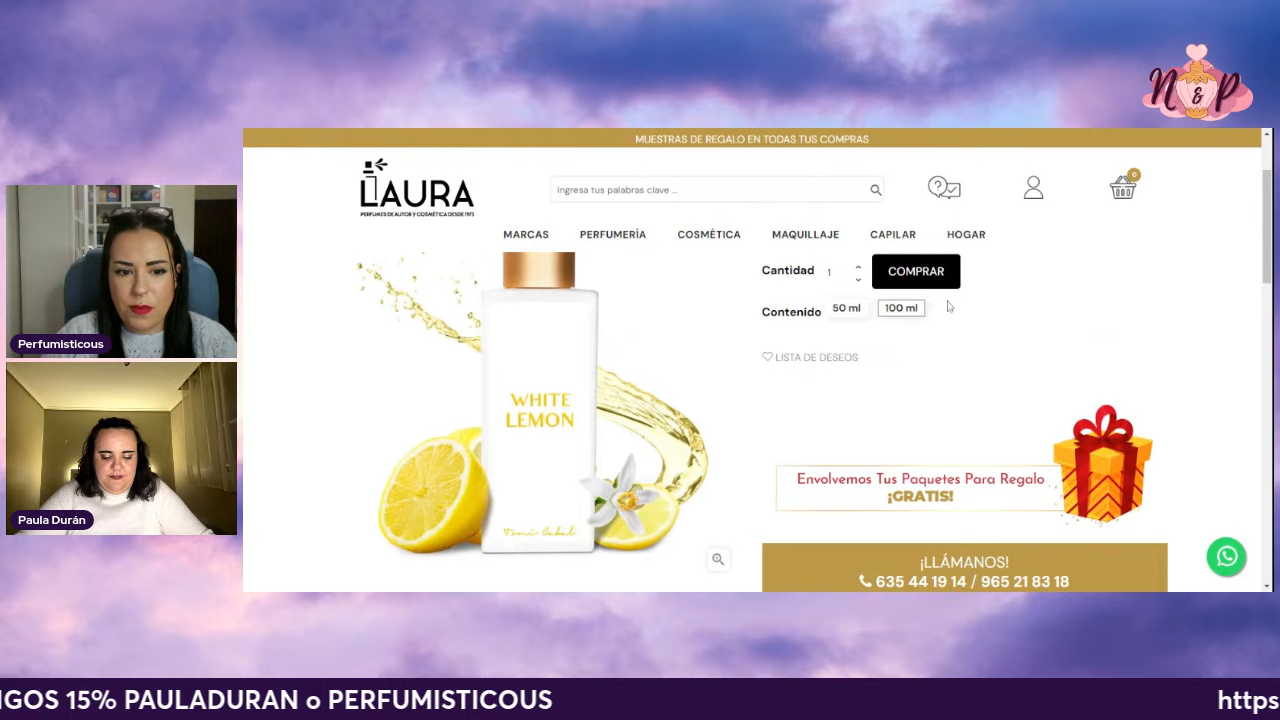 N & P
MUESTRAS DE REGALO EN TODAS TUS COMPRAS
LAURA
PERFUMES DE AUTOR Y COSMÉTICA DESDE 1975
Ingresa tus palabras clave ...
0
MARCAS PERFUMERÍA COSMÉTICA MAQUILLAJE CAPILAR HOGAR
Cantidad 1 COMPRAR
Contenido 50 ml 100 ml
LISTA DE DESEOS
WHITE
LEMON
Toni Cabal
Envolvemos Tus Paquetes Para Regalo
¡GRATIS!
¡LLÁMANOS!
635 44 19 14 / 965 21 83 18
Perfumisticous
Paula Durán
IGOS 15% PAULADURAN o PERFUMISTICOUS
https